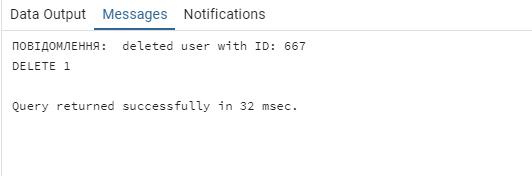 Data Output Messages Notifications
ПОВІДОМЛЕННЯ:  deleted user with ID: 667
DELETE 1
Query returned successfully in 32 msec.